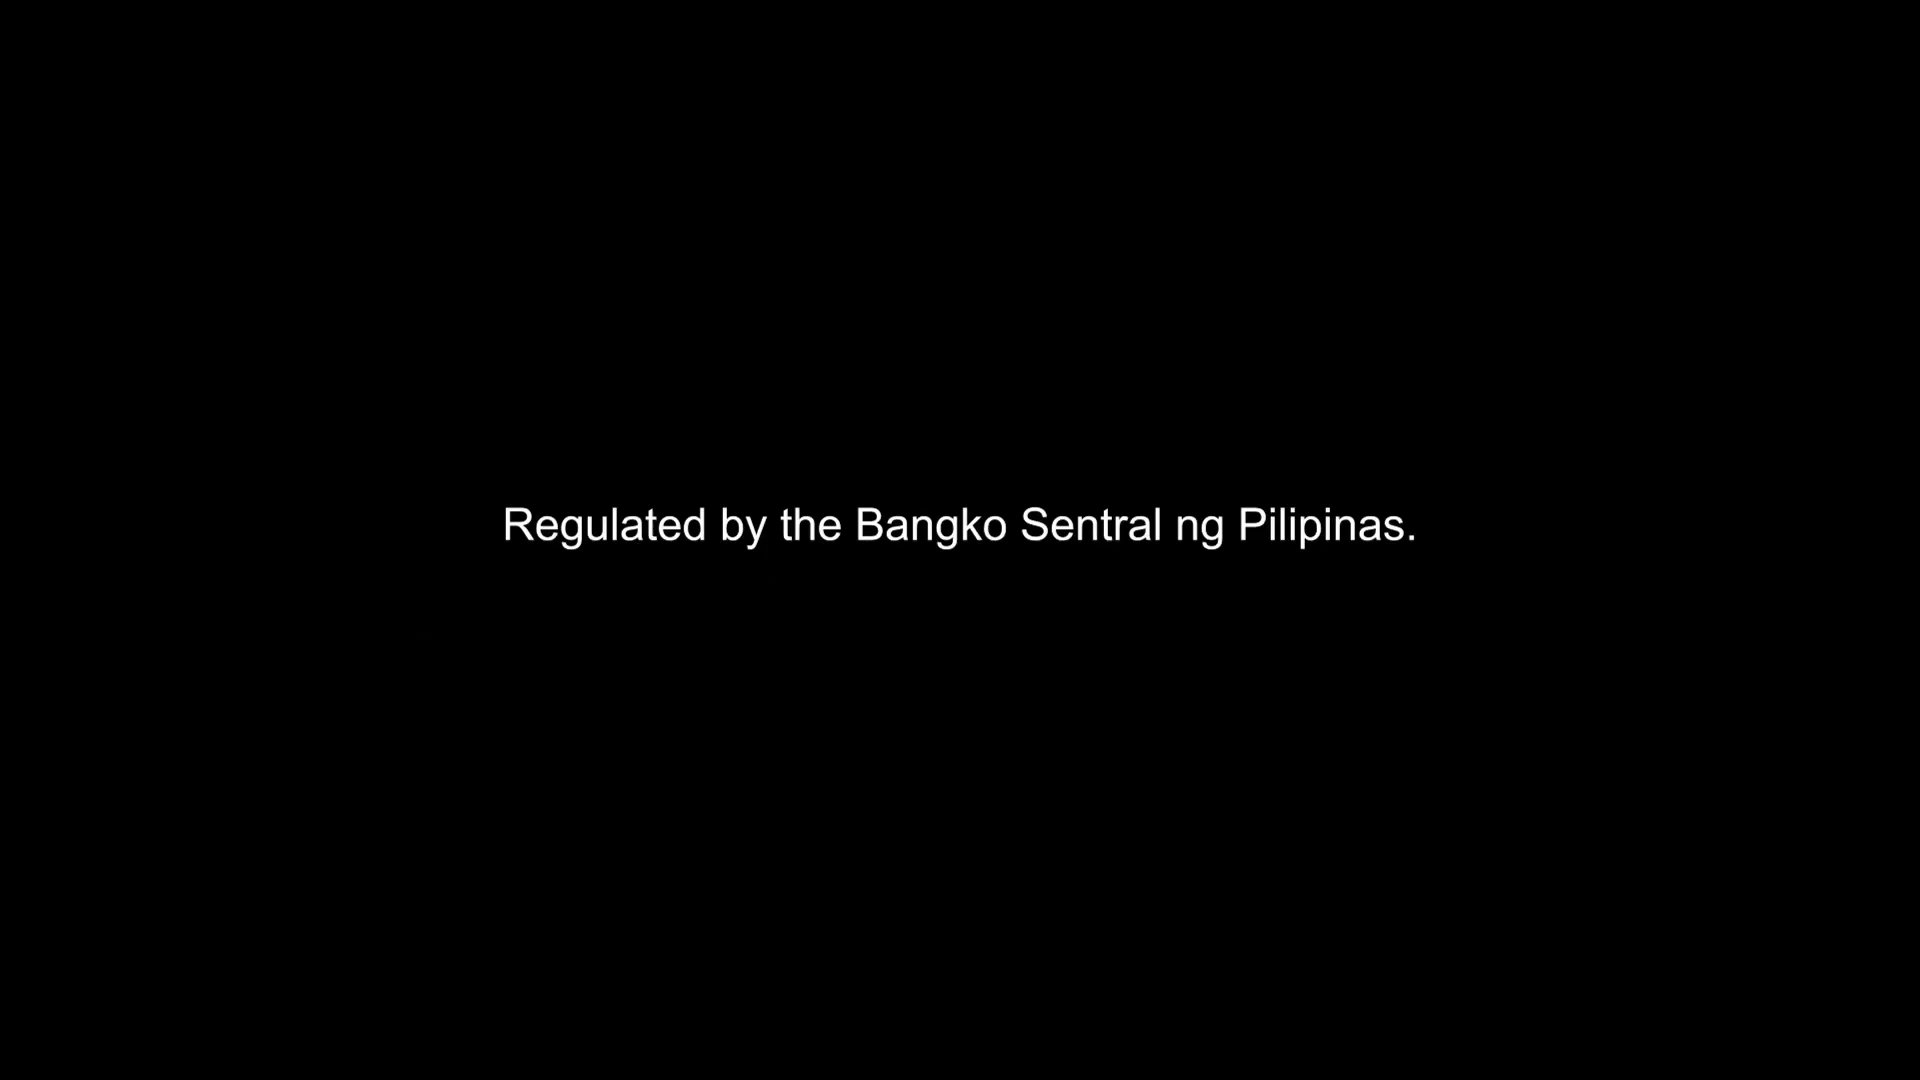 Regulated by the Bangko Sentral ng Pilipinas.